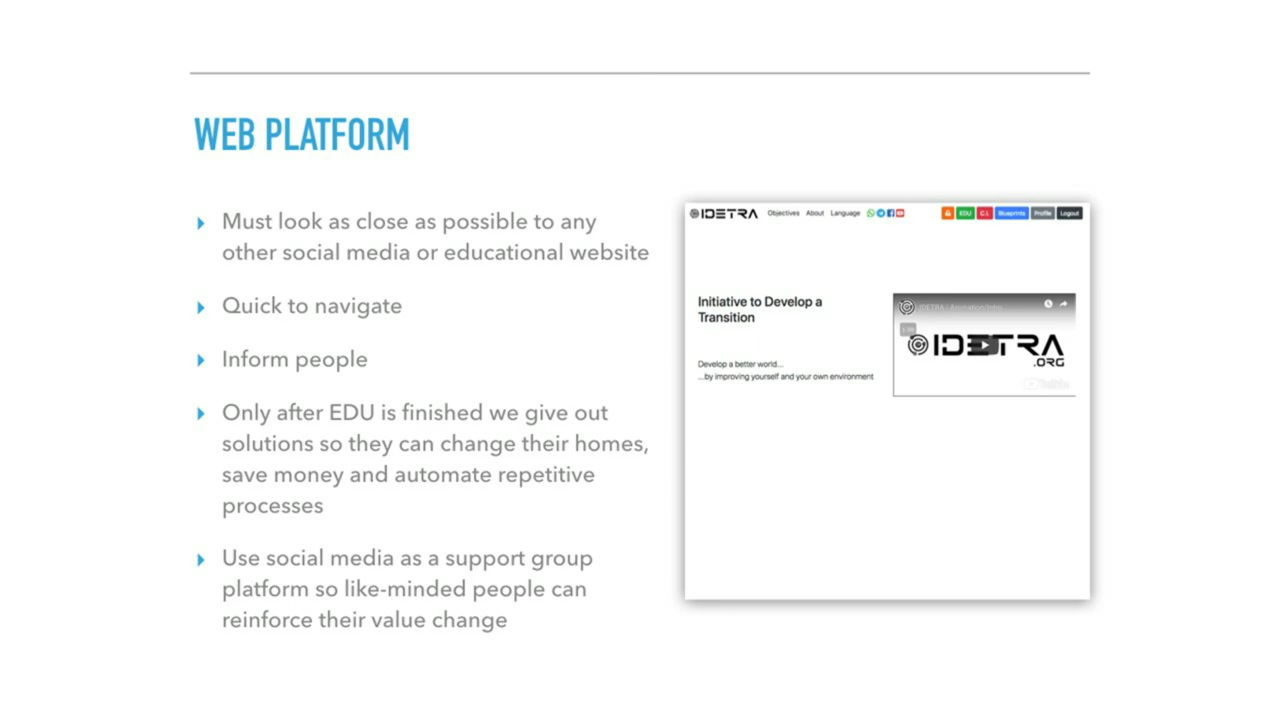 WEB PLATFORM
Must look as close as possible to any
other social media or educational website
Quick to navigate
Inform people
Only after EDU is finished we give out
solutions so they can change their homes,
save money and automate repetitive
processes
Use social media as a support group
platform so like-minded people can
reinforce their value change
IDETRA Objectives About Language EDU C.I. Blueprints Profile Logout
Initiative to Develop a
Transition
Develop a better world...
...by improving yourself and your own environment
IDETRA
.ORG
YouTube